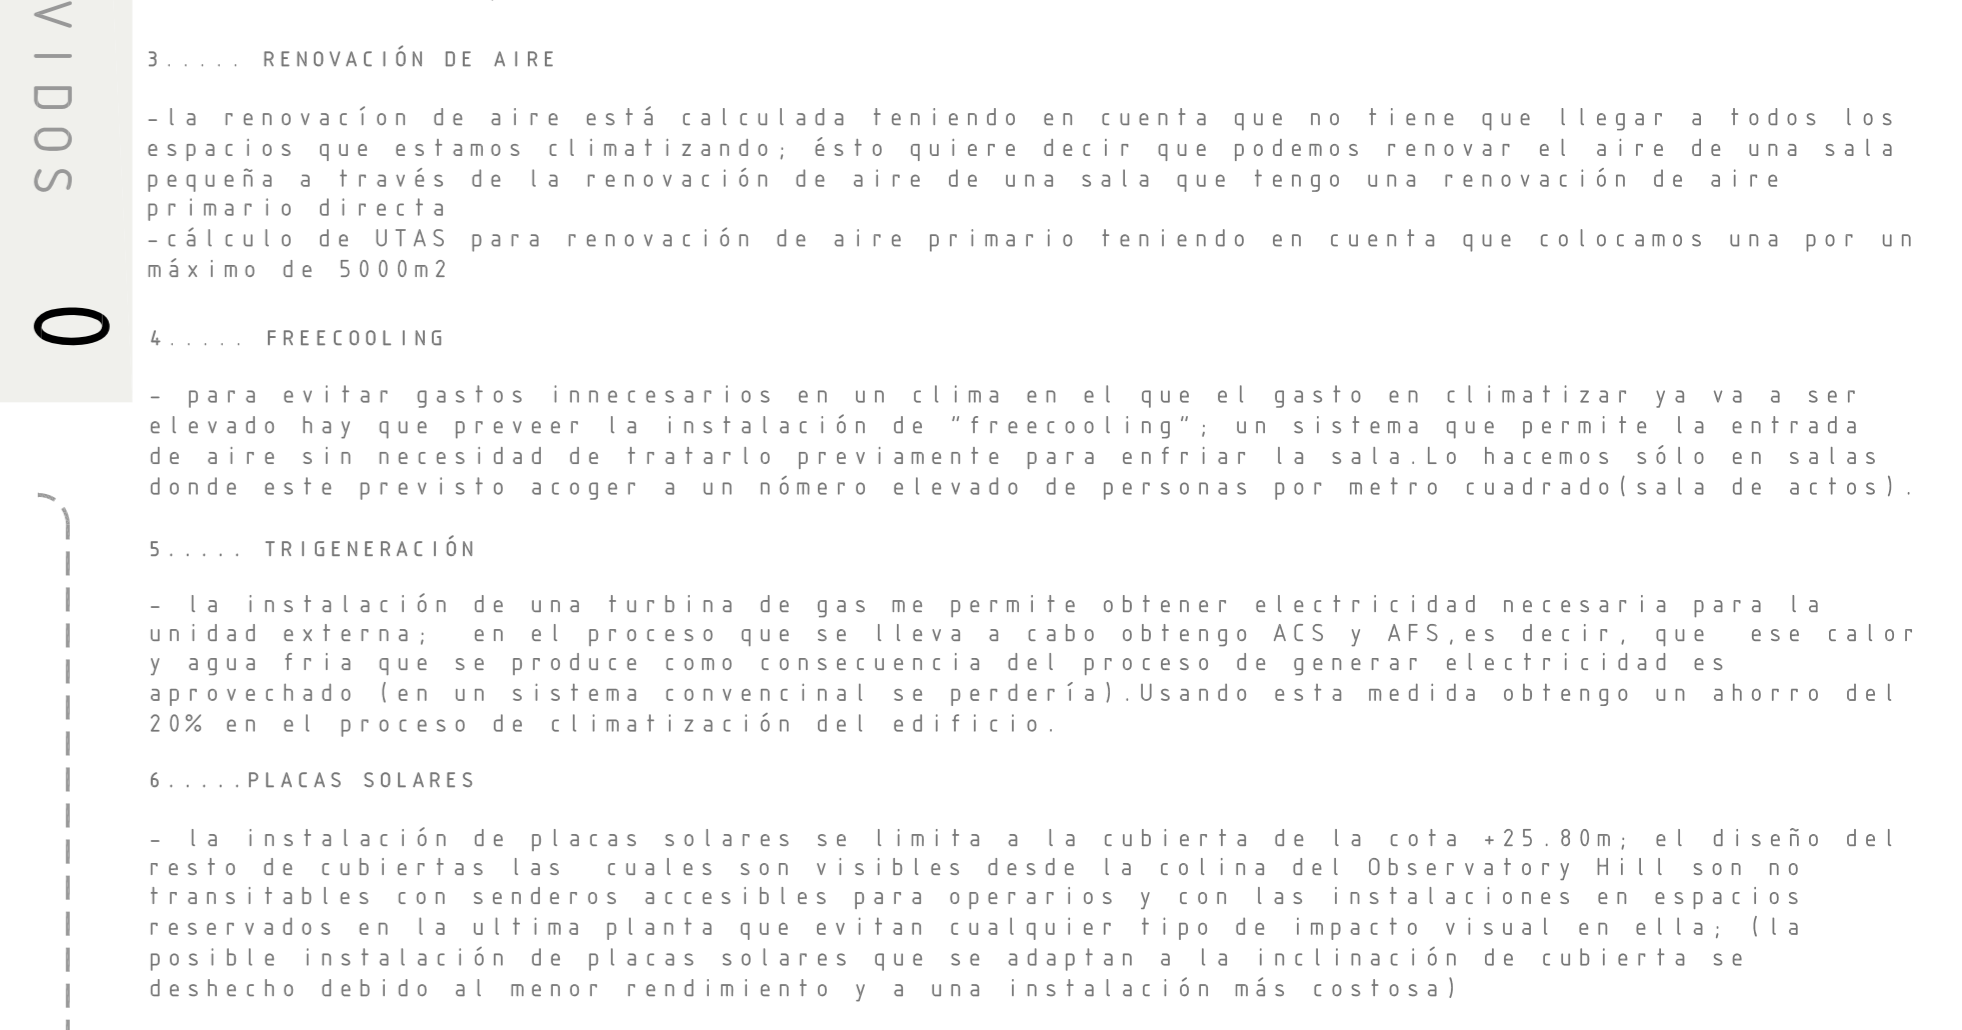 VIDOS
0
3..... RENOVACIÓN DE AIRE
-la renovacíon de aire está calculada teniendo en cuenta que no tiene que llegar a todos los
espacios que estamos climatizando; ésto quiere decir que podemos renovar el aire de una sala
pequeña a través de la renovación de aire de una sala que tengo una renovación de aire
primario directa
-cálculo de UTAS para renovación de aire primario teniendo en cuenta que colocamos una por un
máximo de 5000m2
4..... FREECOOLING
- para evitar gastos innecesarios en un clima en el que el gasto en climatizar ya va a ser
elevado hay que preveer la instalación de "freecooling"; un sistema que permite la entrada
de aire sin necesidad de tratarlo previamente para enfriar la sala.Lo hacemos sólo en salas
donde este previsto acoger a un nómero elevado de personas por metro cuadrado(sala de actos).
5..... TRIGENERACIÓN
- la instalación de una turbina de gas me permite obtener electricidad necesaria para la
unidad externa;  en el proceso que se lleva a cabo obtengo ACS y AFS,es decir, que  ese calor
y agua fria que se produce como consecuencia del proceso de generar electricidad es
aprovechado (en un sistema convencinal se perdería).Usando esta medida obtengo un ahorro del
20% en el proceso de climatización del edificio.
6.....PLACAS SOLARES
- la instalación de placas solares se limita a la cubierta de la cota +25.80m; el diseño del
resto de cubiertas las  cuales son visibles desde la colina del Observatory Hill son no
transitables con senderos accesibles para operarios y con las instalaciones en espacios
reservados en la ultima planta que evitan cualquier tipo de impacto visual en ella; (la
posible instalación de placas solares que se adaptan a la inclinación de cubierta se
deshecho debido al menor rendimiento y a una instalación más costosa)